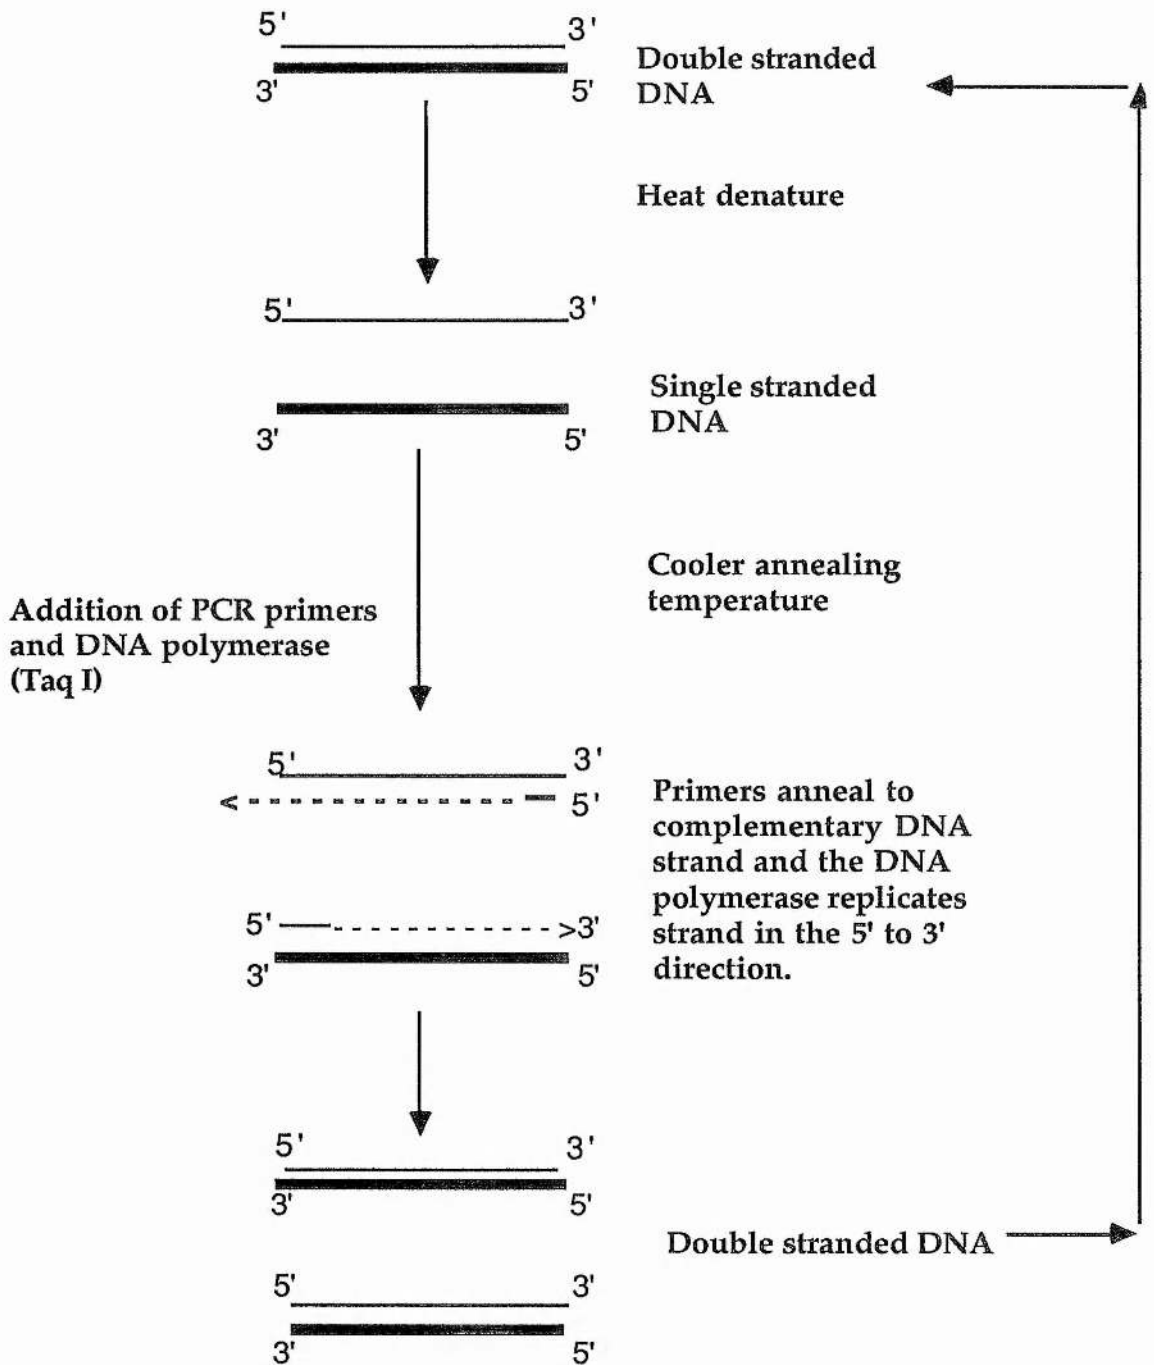 5' 3'
Double stranded
DNA
3' 5'
Heat denature
5' 3'
Single stranded
DNA
3' 5'
Cooler annealing
temperature
Addition of PCR primers
and DNA polymerase
(Taq I)
5' 3'
< 5'
Primers anneal to
complementary DNA
strand and the DNA
polymerase replicates
strand in the 5' to 3'
direction.
5' >3'
3' 5'
5' 3'
3' 5'
Double stranded DNA
5' 3'
3' 5'